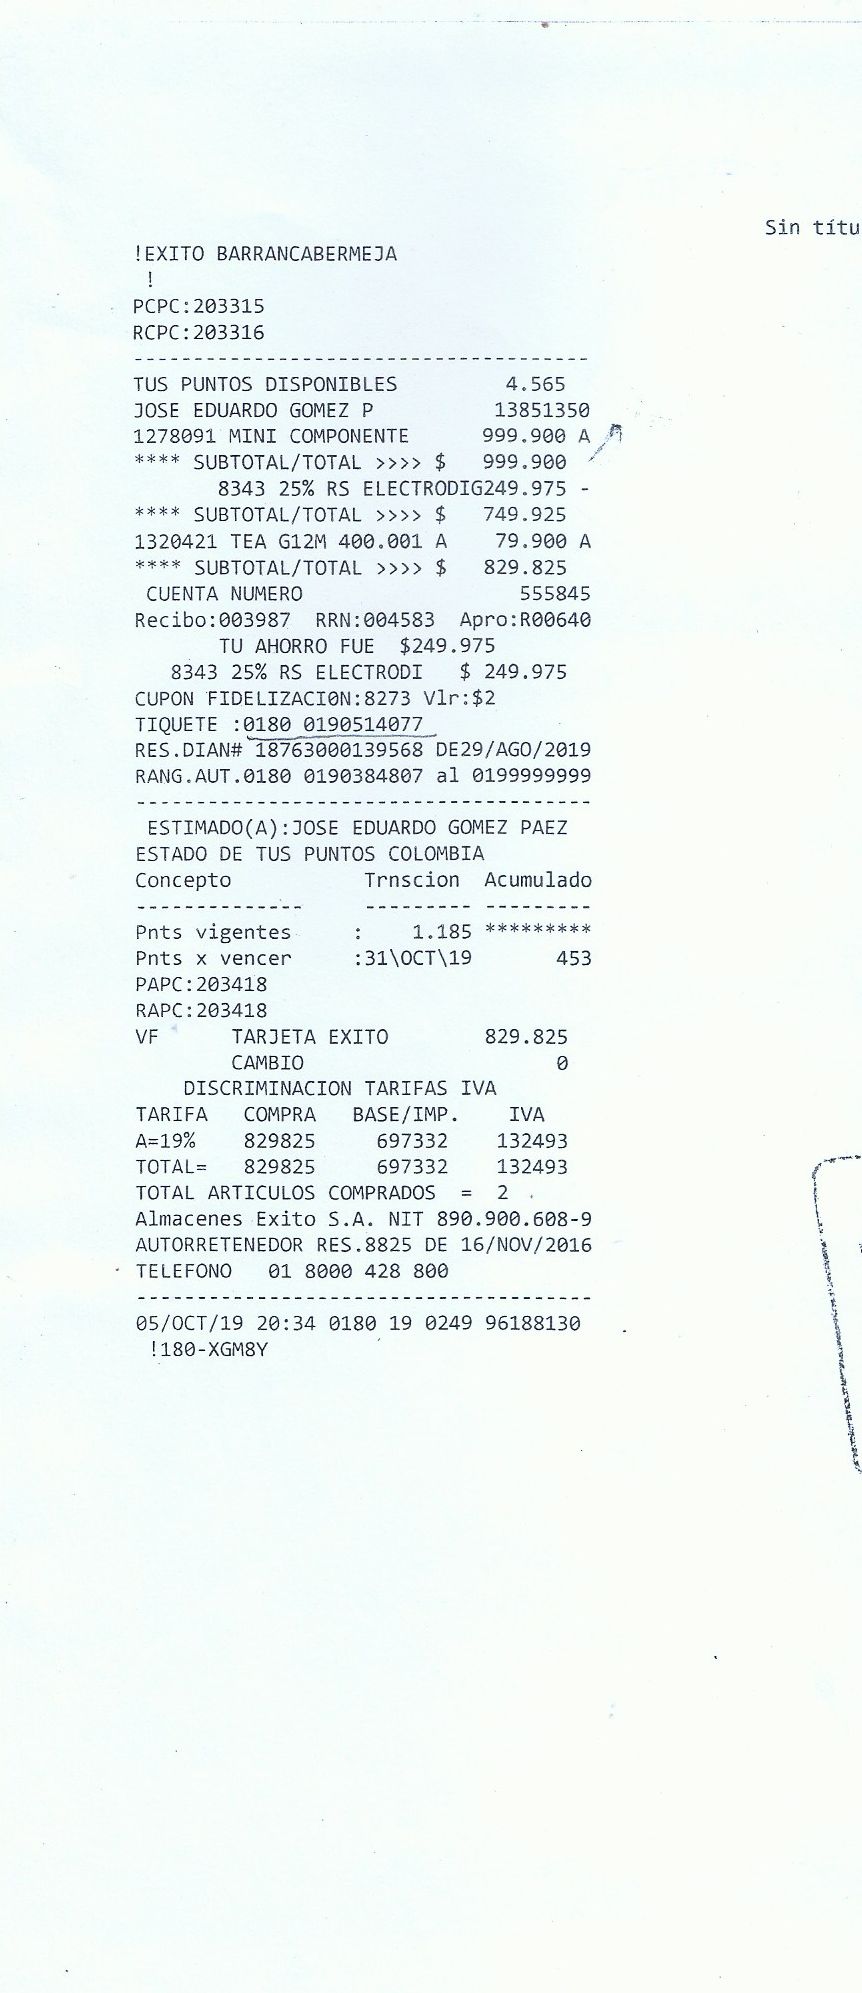 Sin títu
!EXITO BARRANCABERMEJA
!
PCPC:203315
RCPC:203316
--------------------------------------
TUS PUNTOS DISPONIBLES 4.565
JOSE EDUARDO GOMEZ P 13851350
1278091 MINI COMPONENTE 999.900 A
**** SUBTOTAL/TOTAL >>>> $ 999.900
8343 25% RS ELECTRODIG249.975 -
**** SUBTOTAL/TOTAL >>>> $ 749.925
1320421 TEA G12M 400.001 A 79.900 A
**** SUBTOTAL/TOTAL >>>> $ 829.825
CUENTA NUMERO 555845
Recibo:003987 RRN:004583 Apro:R00640
TU AHORRO FUE $249.975
8343 25% RS ELECTRODI $ 249.975
CUPON FIDELIZACI0N:8273 Vlr:$2
TIQUETE :0180 0190514077
RES.DIAN# 18763000139568 DE29/AGO/2019
RANG.AUT.0180 0190384807 al 0199999999
--------------------------------------
ESTIMADO(A):JOSE EDUARDO GOMEZ PAEZ
ESTADO DE TUS PUNTOS COLOMBIA
Concepto Trnscion Acumulado
-------------- --------- ---------
Pnts vigentes : 1.185 *********
Pnts x vencer :31\OCT\19 453
PAPC:203418
RAPC:203418
VF TARJETA EXITO 829.825
CAMBIO 0
DISCRIMINACION TARIFAS IVA
TARIFA COMPRA BASE/IMP. IVA
A=19% 829825 697332 132493
TOTAL= 829825 697332 132493
TOTAL ARTICULOS COMPRADOS = 2
Almacenes Exito S.A. NIT 890.900.608-9
AUTORRETENEDOR RES.8825 DE 16/NOV/2016
TELEFONO 01 8000 428 800
--------------------------------------
05/OCT/19 20:34 0180 19 0249 96188130
!180-XGM8Y